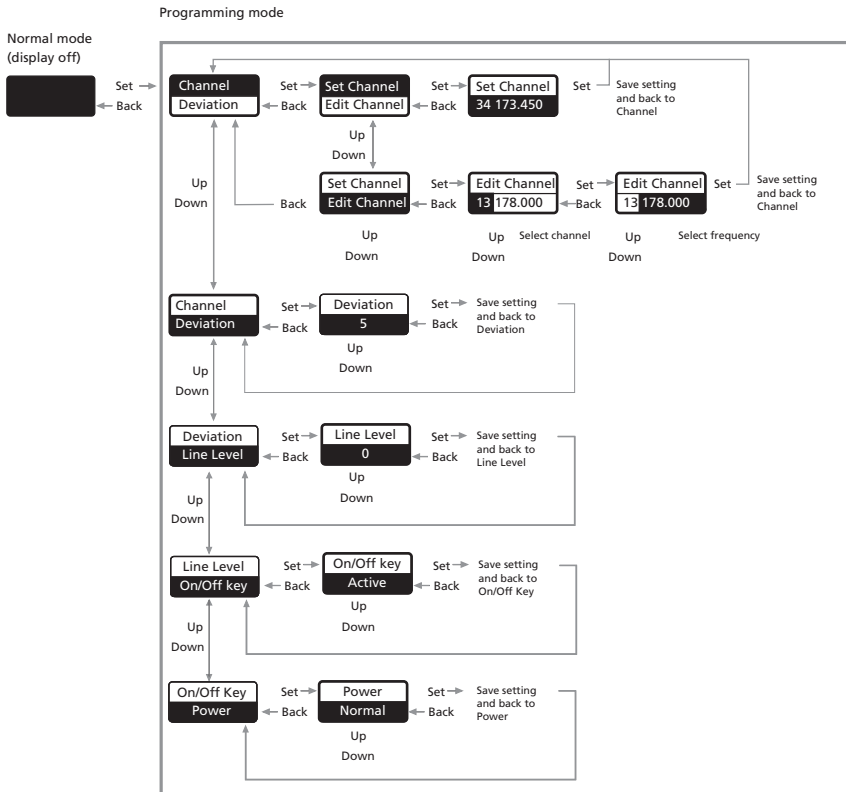 Programming mode
Normal mode
(display off)
Set
Back
Channel
Deviation
Set
Back
Set Channel
Edit Channel
Set
Back
Set Channel
34 173.450
Set
Save setting
and back to
Channel
Up
Down
Up
Down
Back
Set Channel
Edit Channel
Set
Back
Edit Channel
13 178.000
Set
Back
Edit Channel
13 178.000
Set
Save setting
and back to
Channel
Up
Down
Up
Down
Select channel
Up
Down
Select frequency
Channel
Deviation
Set
Back
Deviation
5
Set
Back
Save setting
and back to
Deviation
Up
Down
Up
Down
Deviation
Line Level
Set
Back
Line Level
0
Set
Back
Save setting
and back to
Line Level
Up
Down
Up
Down
Line Level
On/Off key
Set
Back
On/Off key
Active
Set
Back
Save setting
and back to
On/Off Key
Up
Down
Up
Down
On/Off Key
Power
Set
Back
Power
Normal
Set
Back
Save setting
and back to
Power
Up
Down